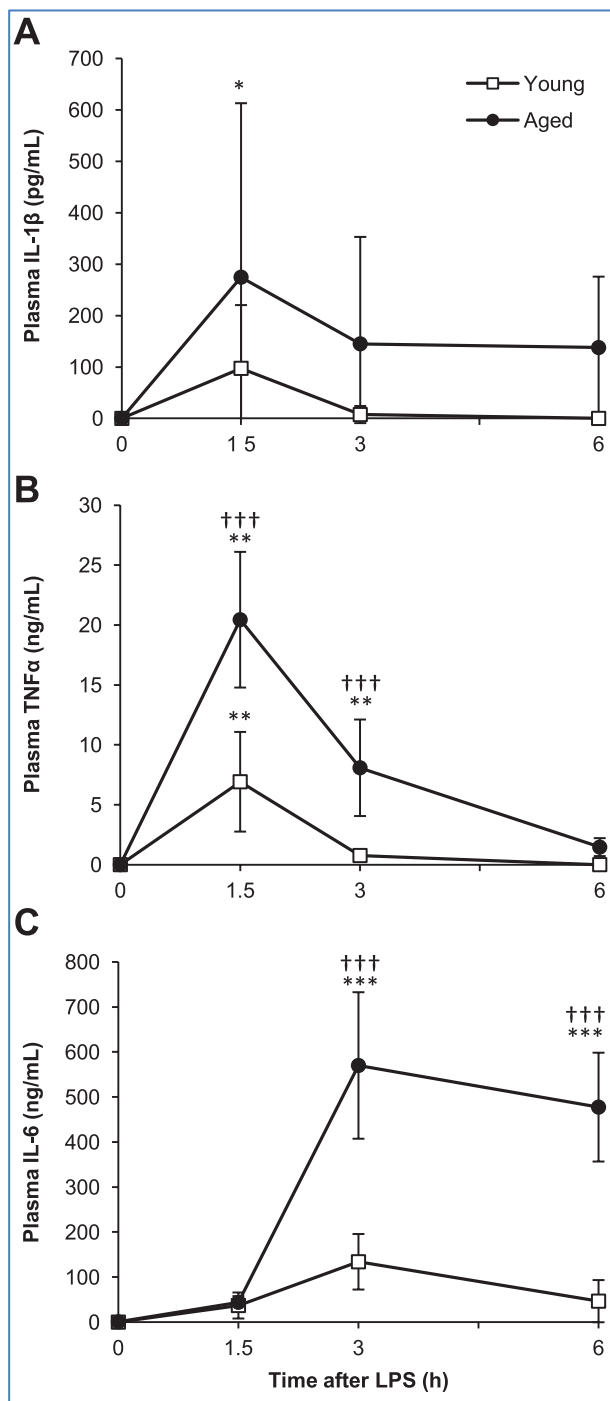 A
700
600
500
400
300
200
100
0
Plasma IL-1β (pg/mL)
*
Young
Aged
0 1 5 3 6
B
30
25
20
15
10
5
0
Plasma TNFα (ng/mL)
†††
**
**
†††
**
0 1.5 3 6
C
800
700
600
500
400
300
200
100
0
Plasma IL-6 (ng/mL)
†††
***
†††
***
0 1.5 3 6
Time after LPS (h)